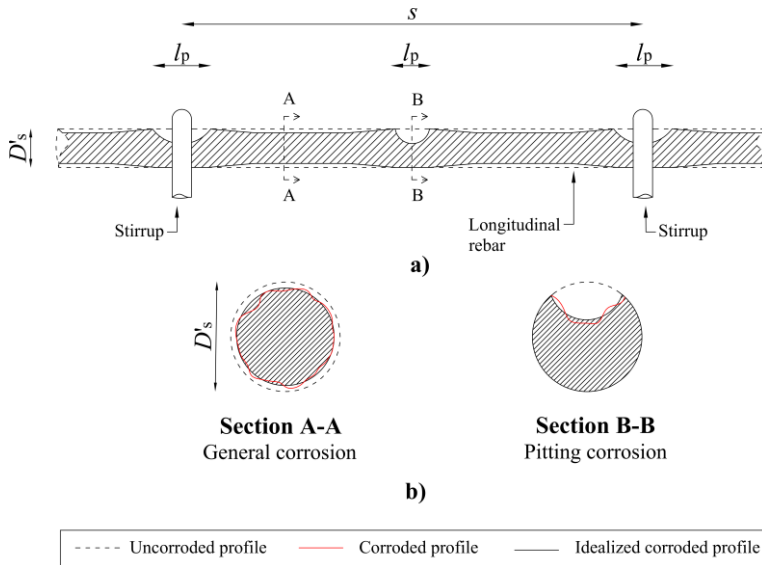 s
lp lp lp
A B
D's
A B
Stirrup
Longitudinal
rebar
Stirrup
a)
D's
Section A-A
General corrosion
Section B-B
Pitting corrosion
b)
Uncorroded profile Corroded profile Idealized corroded profile